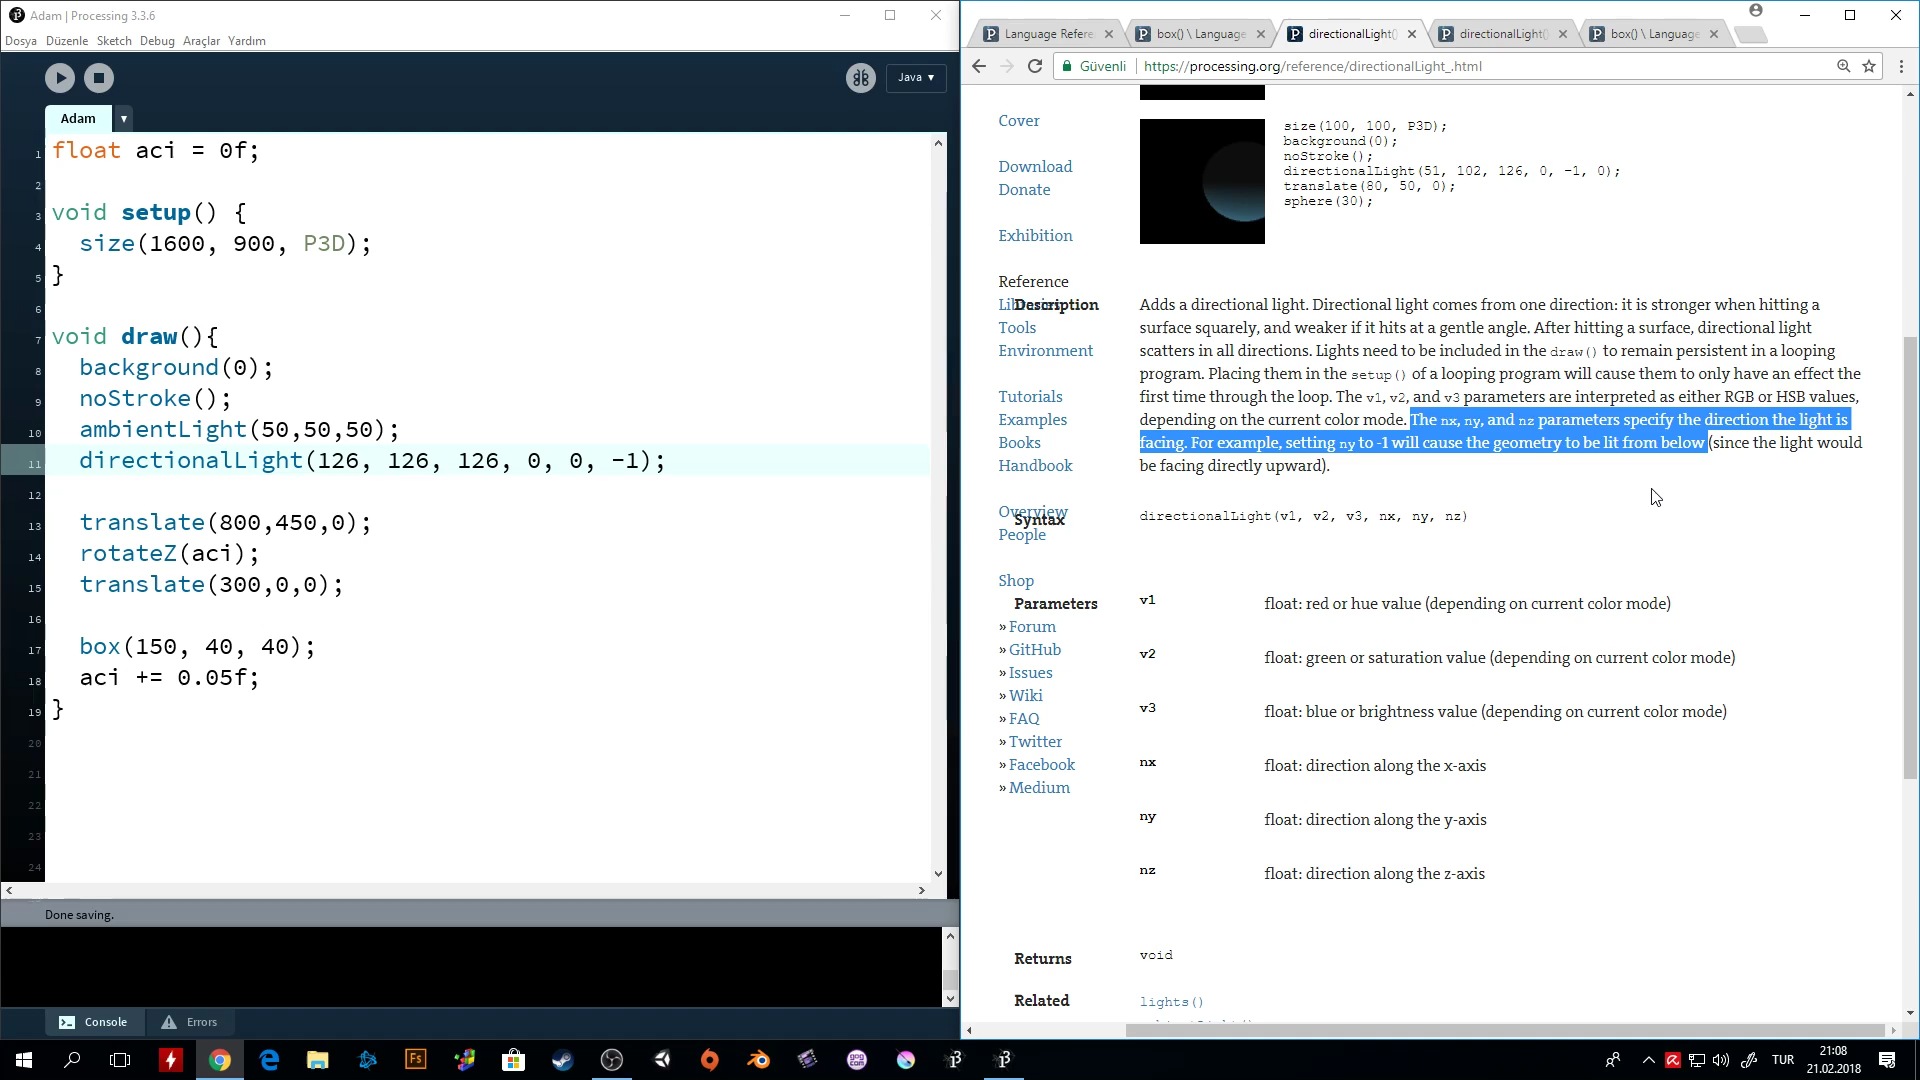 Adam | Processing 3.3.6
Dosya Düzenle Sketch Debug Araçlar Yardım
Java ▼
Adam ▼
1 float aci = 0f;
2
3 void setup() {
4 size(1600, 900, P3D);
5 }
6
7 void draw(){
8 background(0);
9 noStroke();
10 ambientLight(50,50,50);
11 directionalLight(126, 126, 126, 0, 0, -1);
12
13 translate(800,450,0);
14 rotateZ(aci);
15 translate(300,0,0);
16
17 box(150, 40, 40);
18 aci += 0.05f;
19 }
20
21
22
23
24
Done saving.
Console Errors
Language Refere
box() \ Language
directionalLight()
directionalLight()
box() \ Language
Güvenli | https://processing.org/reference/directionalLight_.html
Cover
Download
Donate
Exhibition
Reference
Libraries
Tools
Environment
Tutorials
Examples
Books
Handbook
Overview
People
Shop
» Forum
» GitHub
» Issues
» Wiki
» FAQ
» Twitter
» Facebook
» Medium
size(100, 100, P3D);
background(0);
noStroke();
directionalLight(51, 102, 126, 0, -1, 0);
translate(80, 50, 0);
sphere(30);
Description
Adds a directional light. Directional light comes from one direction: it is stronger when hitting a
surface squarely, and weaker if it hits at a gentle angle. After hitting a surface, directional light
scatters in all directions. Lights need to be included in the draw() to remain persistent in a looping
program. Placing them in the setup() of a looping program will cause them to only have an effect the
first time through the loop. The v1, v2, and v3 parameters are interpreted as either RGB or HSB values,
depending on the current color mode. The nx, ny, and nz parameters specify the direction the light is
facing. For example, setting ny to -1 will cause the geometry to be lit from below (since the light would
be facing directly upward).
Syntax
directionalLight(v1, v2, v3, nx, ny, nz)
Parameters
v1 float: red or hue value (depending on current color mode)
v2 float: green or saturation value (depending on current color mode)
v3 float: blue or brightness value (depending on current color mode)
nx float: direction along the x-axis
ny float: direction along the y-axis
nz float: direction along the z-axis
Returns void
Related lights()
Fs
TUR
21:08
21.02.2018